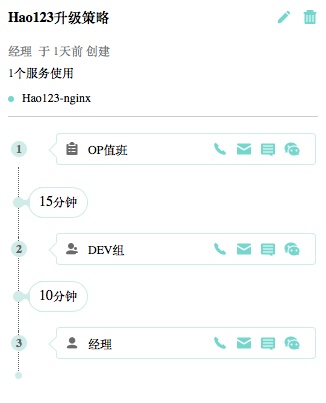 Hao123升级策略
经理 于 1天前 创建
1个服务使用
Hao123-nginx
1 OP值班
15分钟
2 DEV组
10分钟
3 经理